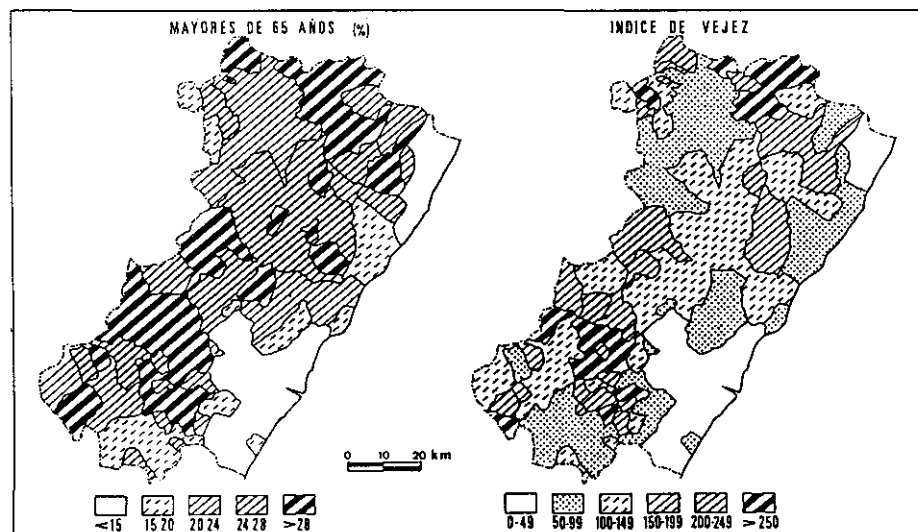 MAYORES DE 65 AÑOS (%)
INDICE DE VEJEZ
0 10 20 km
<15 15 20 20 24 24 28 >28
0-49 50-99 100-149 150-199 200-249 >250